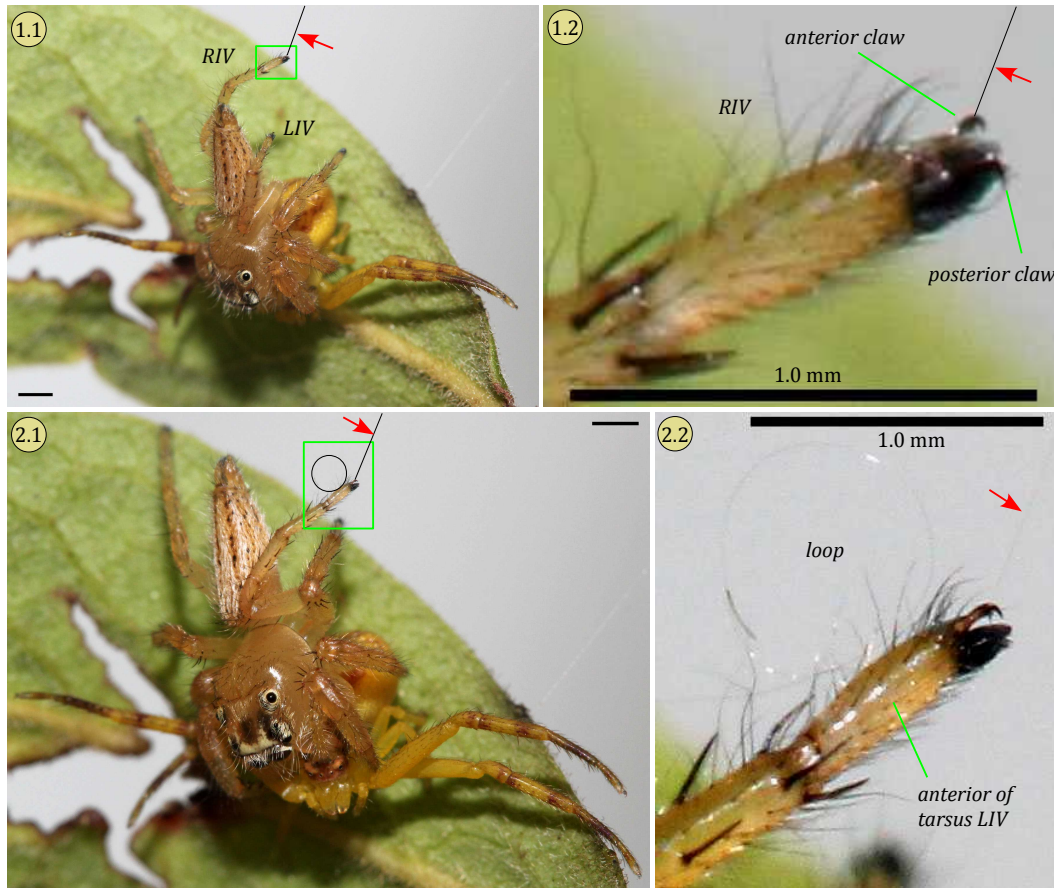 1.1
RIV
LIV
1.2
anterior claw
RIV
posterior claw
1.0 mm
2.1
2.2
1.0 mm
loop
anterior of
tarsus LIV